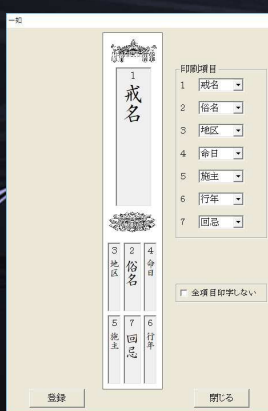 一如
1
戒名
3 2 4
地区
俗名
命日
5 7 6
施主
回忌
行年
印刷項目
1 戒名
2 俗名
3 地区
4 命日
5 施主
6 行年
7 回忌
全項目印字しない
登録
閉じる